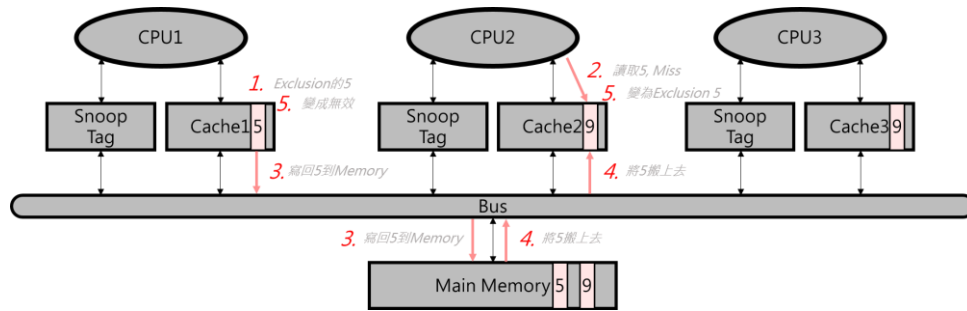 CPU1
CPU2
CPU3
1. Exclusion的5
5. 變成無效
2. 讀取5, Miss
5. 變為Exclusion 5
Snoop Tag
Cache1 5
Snoop Tag
Cache2 9
Snoop Tag
Cache3 9
3. 寫回5到Memory
4. 將5搬上去
Bus
3. 寫回5到Memory
4. 將5搬上去
Main Memory 5 9